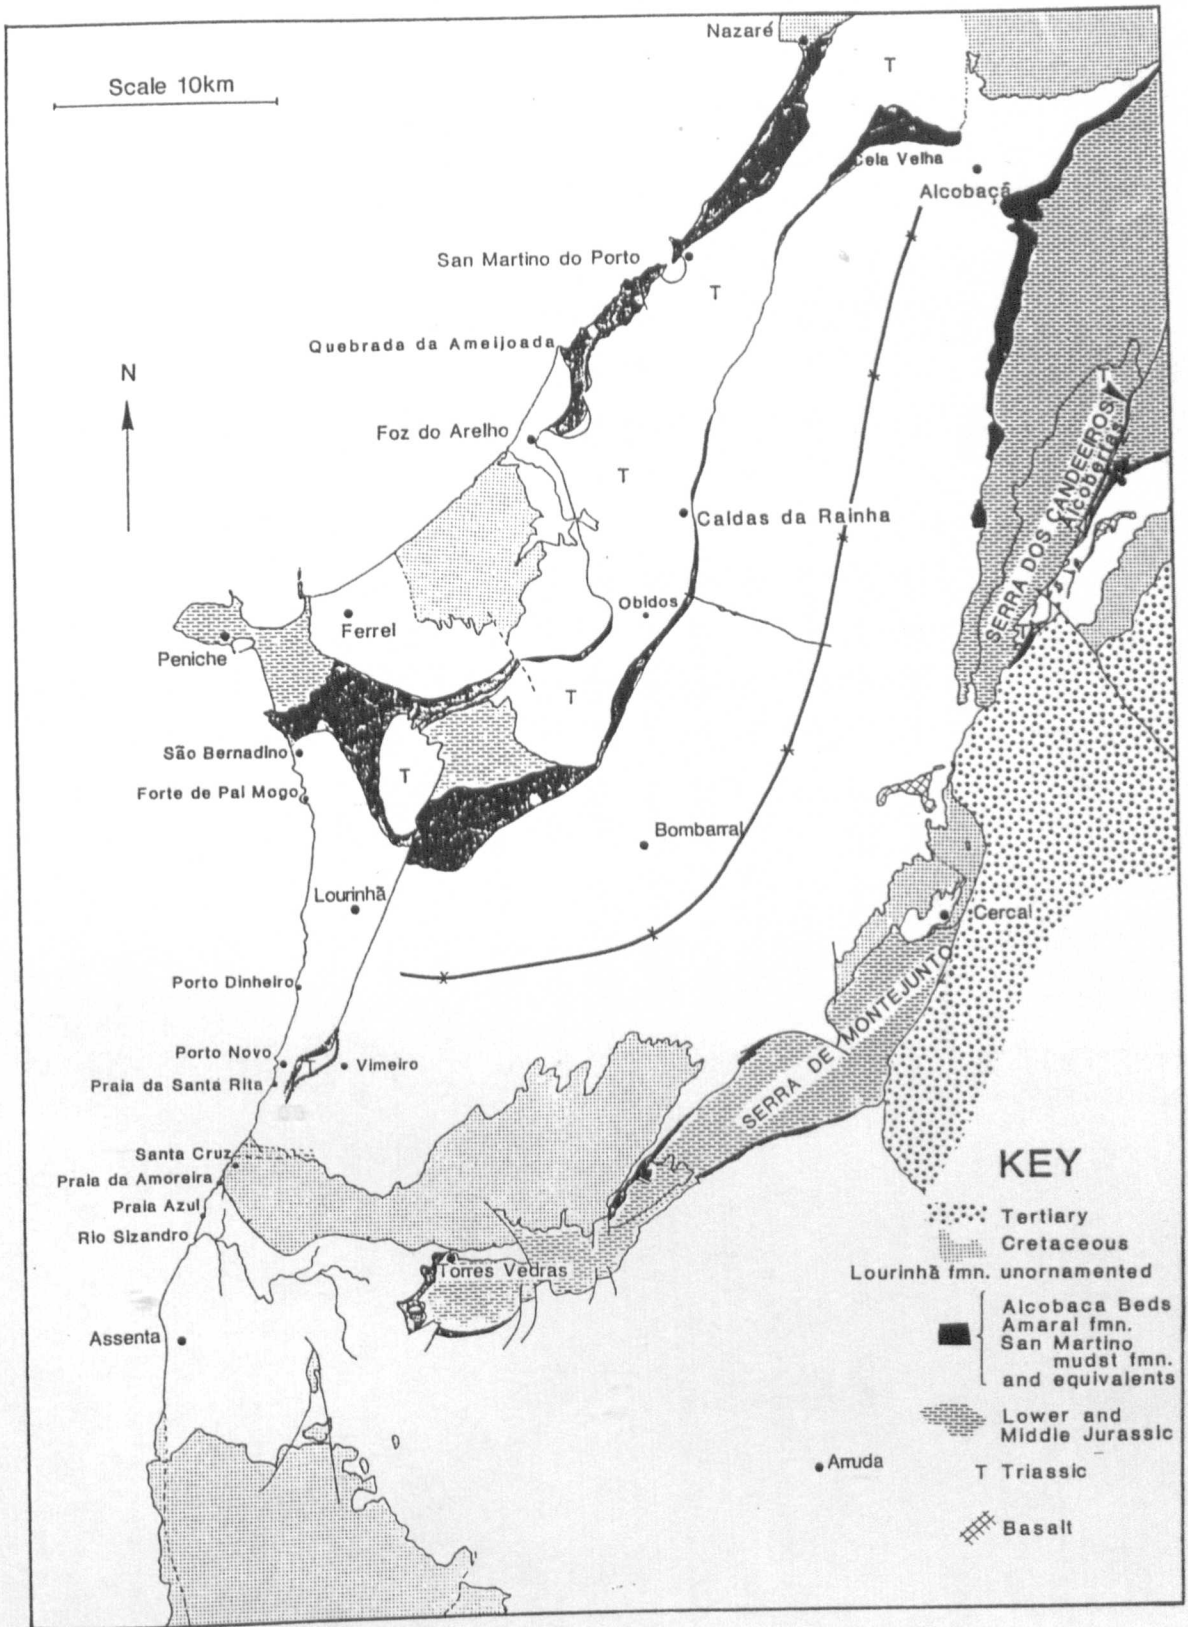 Nazaré
Scale 10km
T
Cela Velha
Alcobaçã
San Martino do Porto
T
Quebrada da Ameijoada
N
T
Foz do Arelho
T
SERRA DOS CANDEEIROS
Alcobertas
Caldas da Rainha
Obidos
Ferrel
Peniche
T
T
São Bernadino
T
Forte de Pai Mogo
Bombarral
Lourinhã
Cercal
Porto Dinheiro
SERRA DE MONTEJUNTO
Porto Novo
T
Vimeiro
Praia da Santa Rita
Santa Cruz
Praia da Amoreira
Praia Azul
Rio Sizandro
Torres Vedras
Assenta
Arruda
KEY
Tertiary
Cretaceous
Lourinhã fmn. unornamented
Alcobaca Beds
Amaral fmn.
San Martino
mudst fmn.
and equivalents
Lower and
Middle Jurassic
T Triassic
Basalt